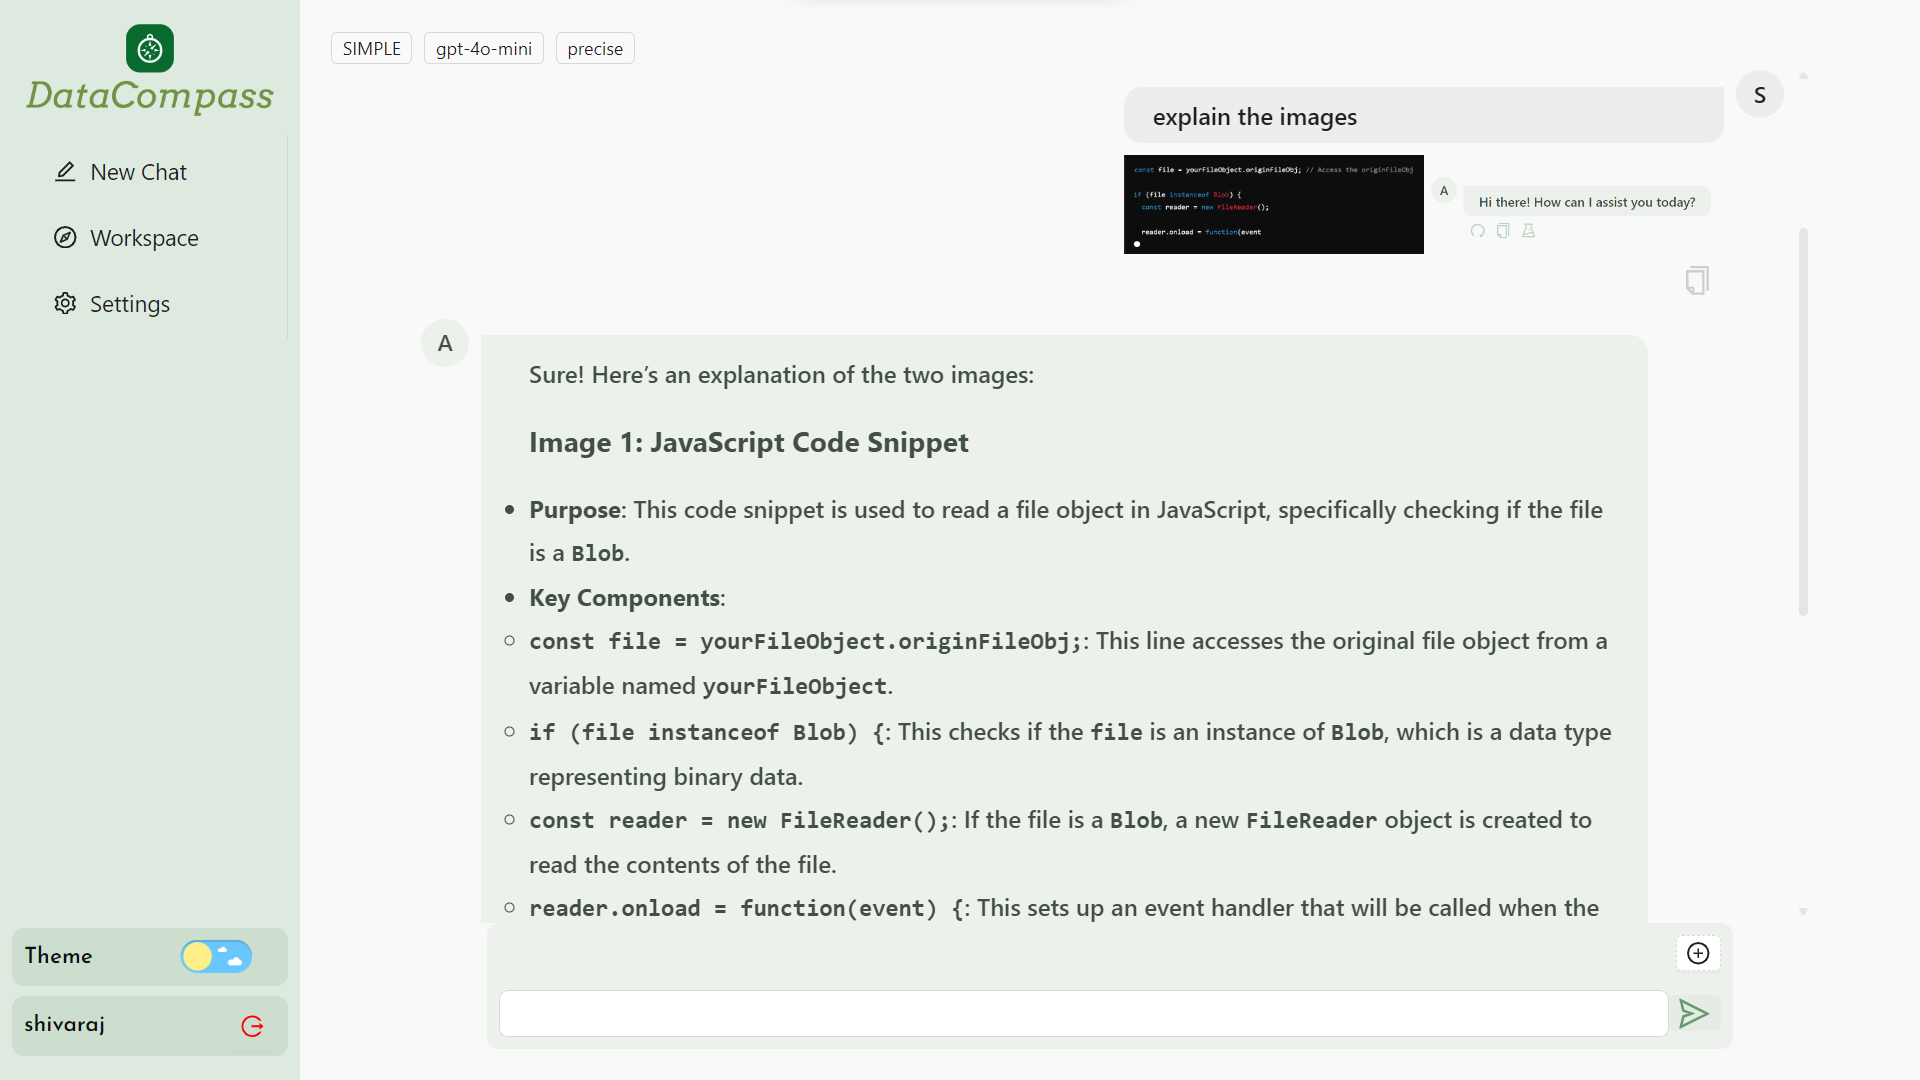 DataCompass
New Chat
Workspace
Settings
Theme
shivaraj
SIMPLE gpt-4o-mini precise
S
explain the images
const file = yourFileObject.originFileObj; // Access the originFileObj
if (file instanceof Blob) {
const reader = new FileReader();
reader.onload = function(event
A
Hi there! How can I assist you today?
A
Sure! Here’s an explanation of the two images:
Image 1: JavaScript Code Snippet
• Purpose: This code snippet is used to read a file object in JavaScript, specifically checking if the file
is a Blob.
• Key Components:
○ const file = yourFileObject.originFileObj;: This line accesses the original file object from a
variable named yourFileObject.
○ if (file instanceof Blob) {: This checks if the file is an instance of Blob, which is a data type
representing binary data.
○ const reader = new FileReader();: If the file is a Blob, a new FileReader object is created to
read the contents of the file.
○ reader.onload = function(event) {: This sets up an event handler that will be called when the